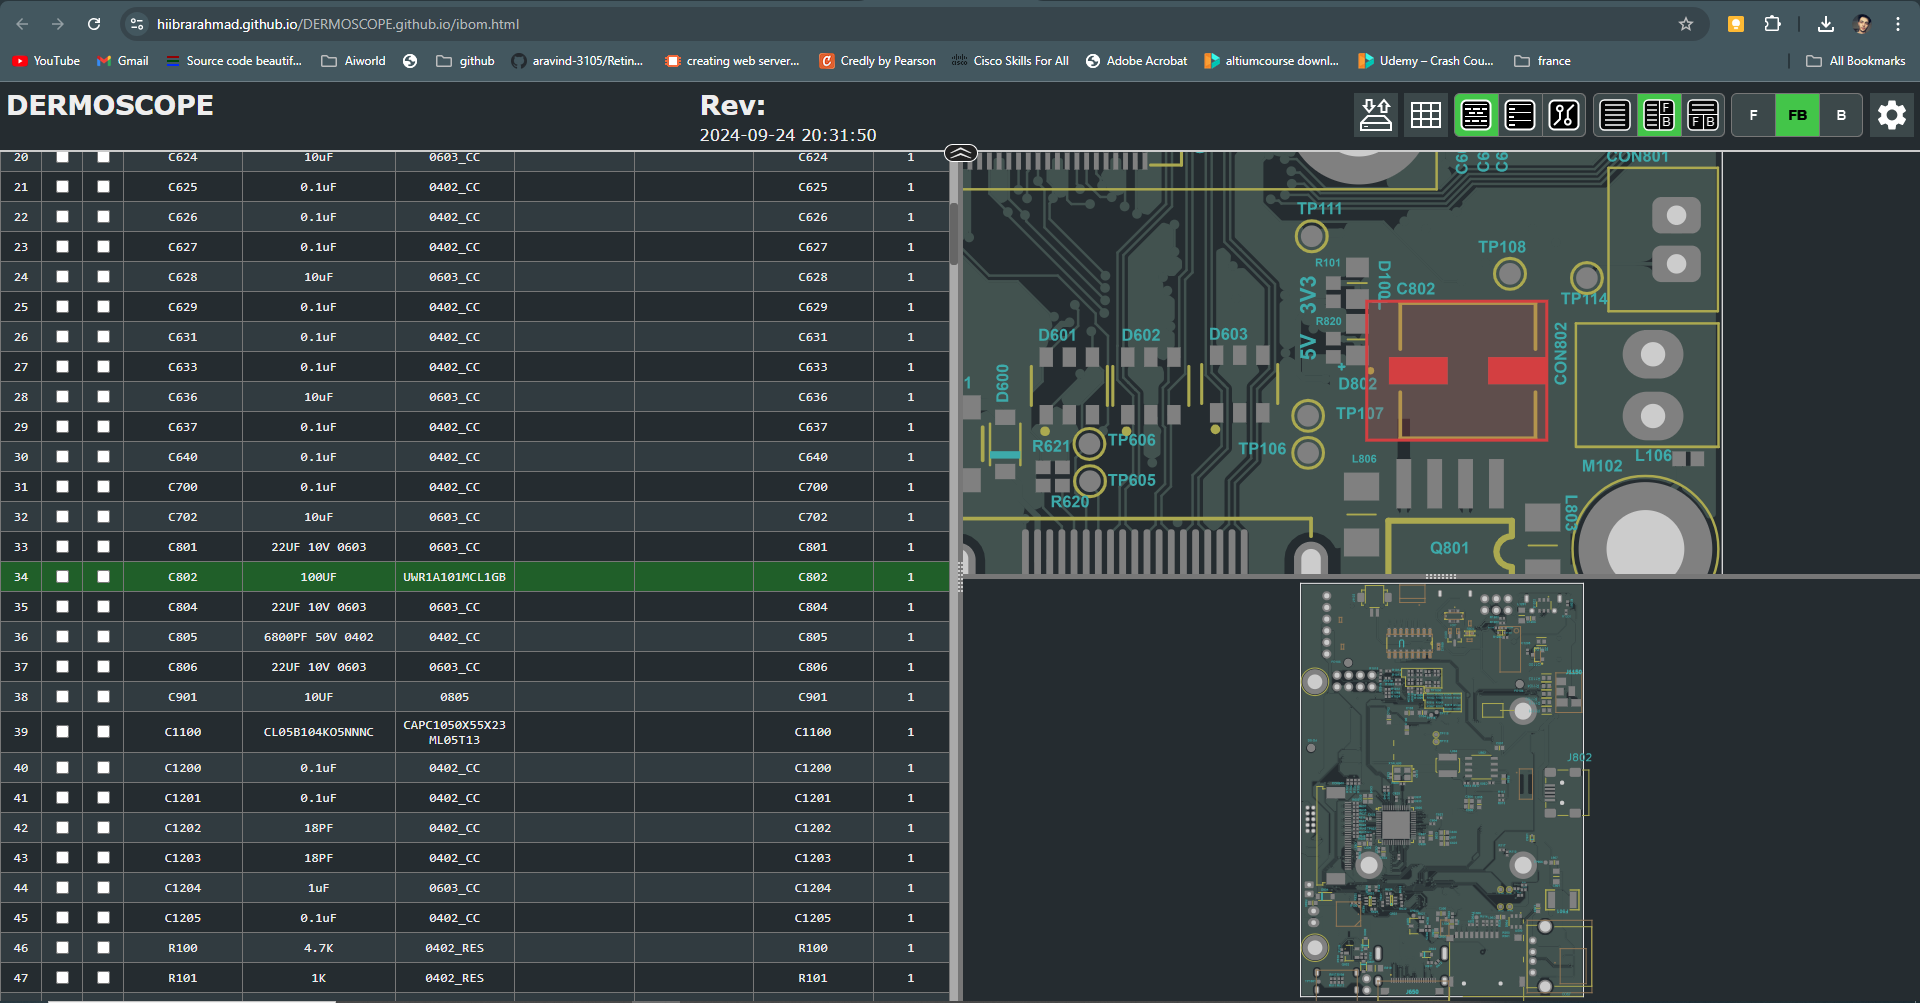 hiibrarahmad.github.io/DERMOSCOPE.github.io/ibom.html
YouTube Gmail Source code beautif... Aiworld github aravind-3105/Retin... creating web server... Credly by Pearson Cisco Skills For All Adobe Acrobat altiumcourse downl... Udemy – Crash Cou... france All Bookmarks
DERMOSCOPE
Rev:
2024-09-24 20:31:50
F FB B
20 C624 10uF 0603_CC C624 1
21 C625 0.1uF 0402_CC C625 1
22 C626 0.1uF 0402_CC C626 1
23 C627 0.1uF 0402_CC C627 1
24 C628 10uF 0603_CC C628 1
25 C629 0.1uF 0402_CC C629 1
26 C631 0.1uF 0402_CC C631 1
27 C633 0.1uF 0402_CC C633 1
28 C636 10uF 0603_CC C636 1
29 C637 0.1uF 0402_CC C637 1
30 C640 0.1uF 0402_CC C640 1
31 C700 0.1uF 0402_CC C700 1
32 C702 10uF 0603_CC C702 1
33 C801 22UF 10V 0603 0603_CC C801 1
34 C802 100UF UWR1A101MCL1GB C802 1
35 C804 22UF 10V 0603 0603_CC C804 1
36 C805 6800PF 50V 0402 0402_CC C805 1
37 C806 22UF 10V 0603 0603_CC C806 1
38 C901 10UF 0805 C901 1
39 C1100 CL05B104KO5NNNC CAPC1050X55X23
ML05T13 C1100 1
40 C1200 0.1uF 0402_CC C1200 1
41 C1201 0.1uF 0402_CC C1201 1
42 C1202 18PF 0402_CC C1202 1
43 C1203 18PF 0402_CC C1203 1
44 C1204 1uF 0603_CC C1204 1
45 C1205 0.1uF 0402_CC C1205 1
46 R100 4.7K 0402_RES R100 1
47 R101 1K 0402_RES R101 1
CON801
TP111
TP108
TP114
R101
D100
C802
3V3
R820
5V
D601 D602 D603
D600
D802
CON802
TP107
TP106
R621
TP606
TP605
R620
L806
L106
M102
L803
Q801
J802